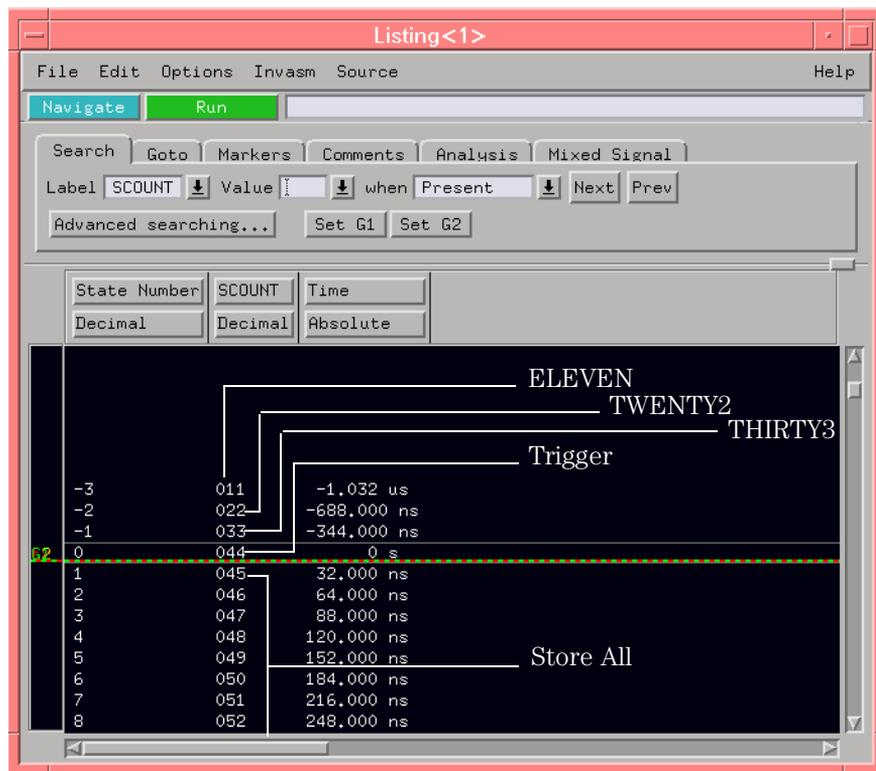 Listing<1>
File Edit Options Invasm Source Help
Navigate Run
Search Goto Markers Comments Analysis Mixed Signal
Label SCOUNT Value when Present Next Prev
Advanced searching... Set G1 Set G2
State Number SCOUNT Time
Decimal Decimal Absolute
ELEVEN
TWENTY2
THIRTY3
Trigger
-3 011 -1.032 us
-2 022 -688.000 ns
-1 033 -344.000 ns
G2 0 044 0 s
1 045 32.000 ns
2 046 64.000 ns
3 047 88.000 ns
4 048 120.000 ns
5 049 152.000 ns Store All
6 050 184.000 ns
7 051 216.000 ns
8 052 248.000 ns